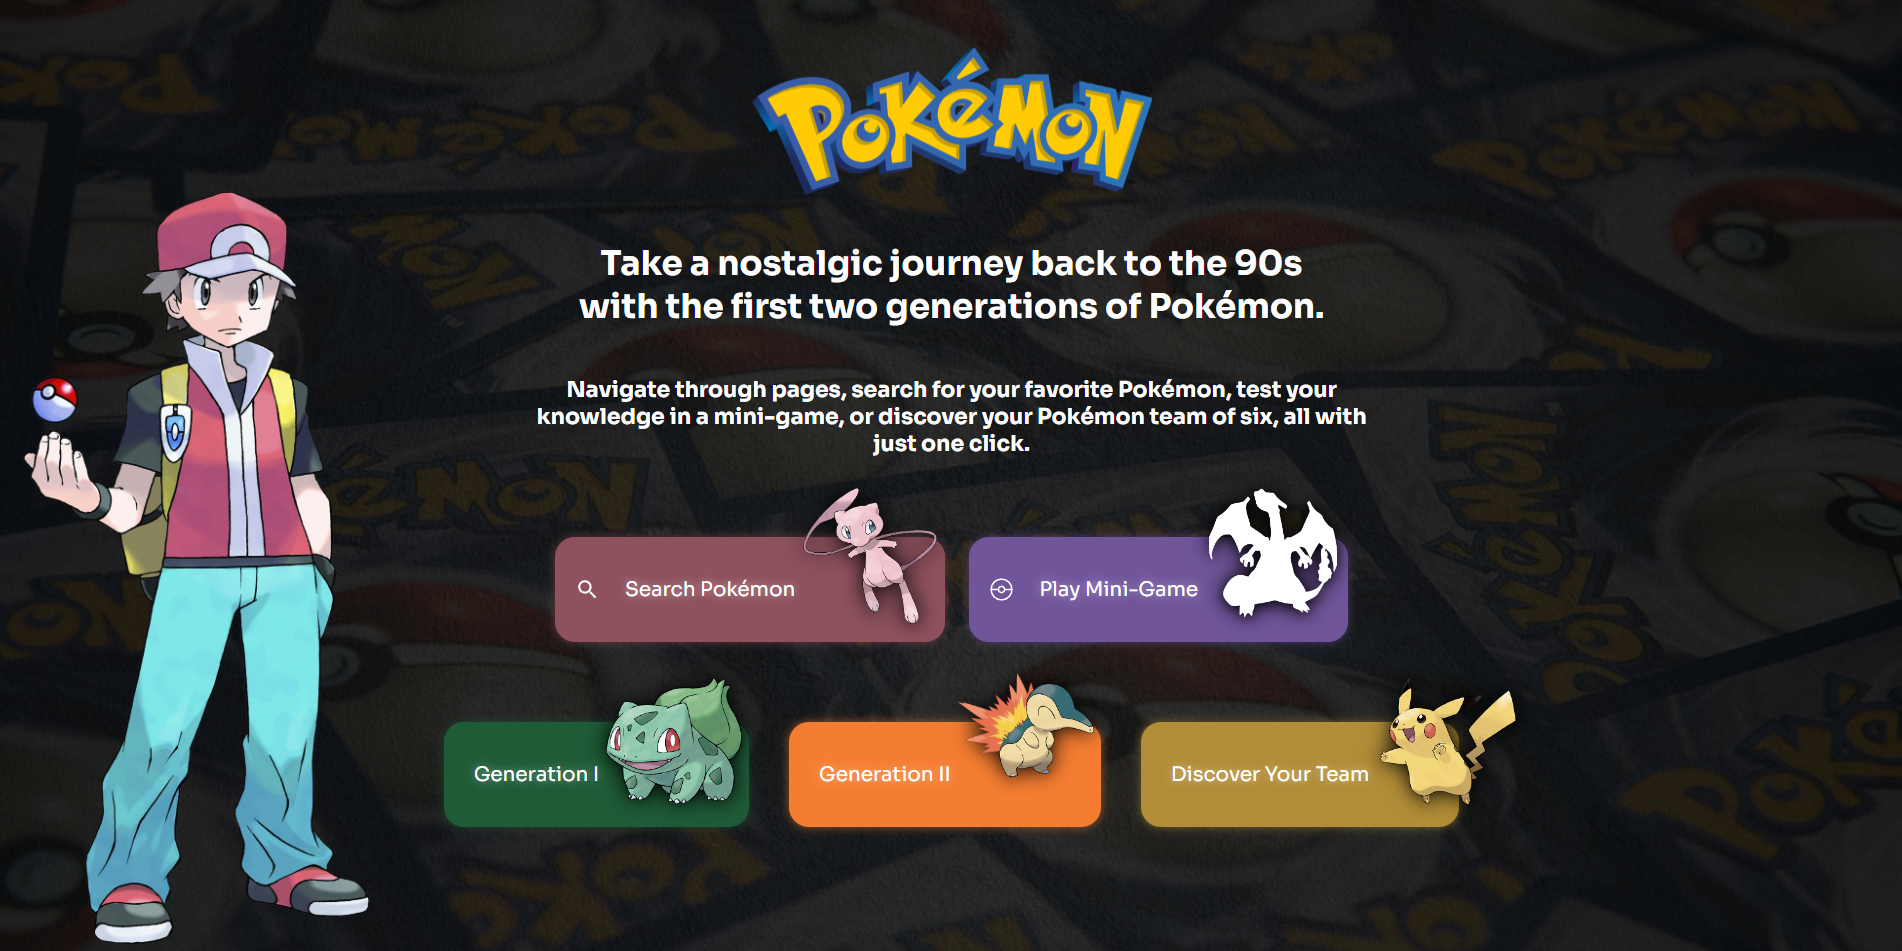 Pokémon
Take a nostalgic journey back to the 90s
with the first two generations of Pokémon.
Navigate through pages, search for your favorite Pokémon, test your
knowledge in a mini-game, or discover your Pokémon team of six, all with
just one click.
Search Pokémon
Play Mini-Game
Generation I
Generation II
Discover Your Team